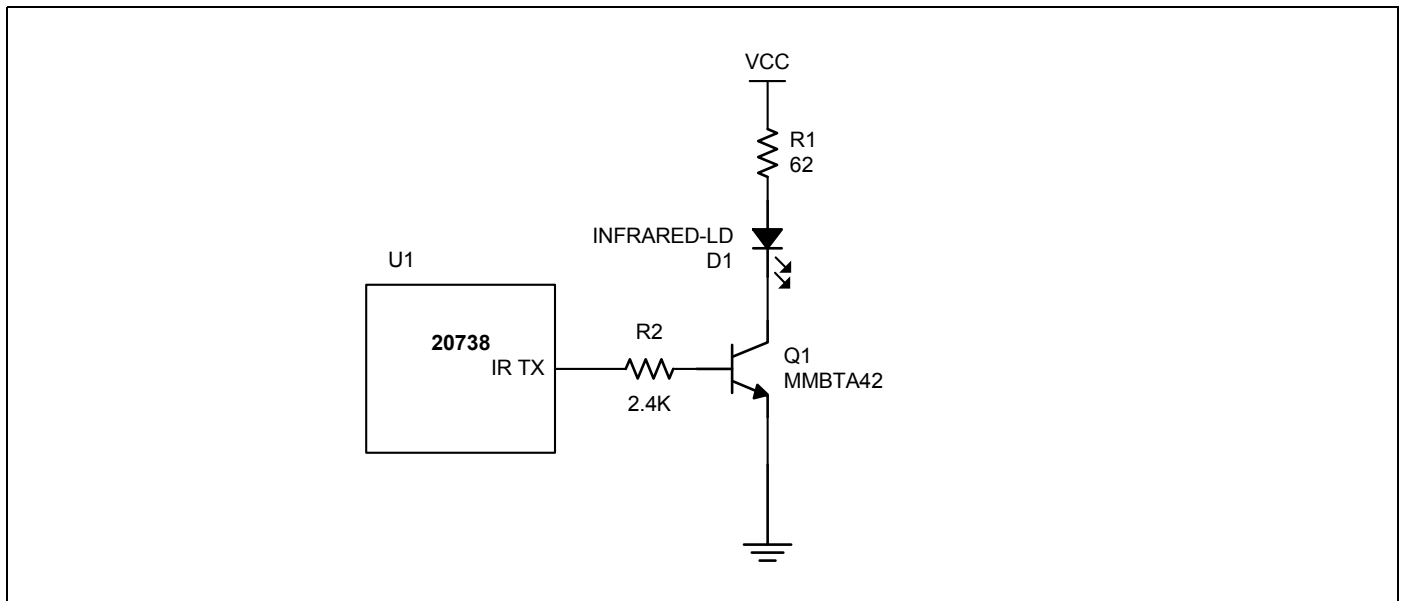 VCC
R1
62
INFRARED-LD
D1
U1
20738
IR TX
R2
2.4K
Q1
MMBTA42